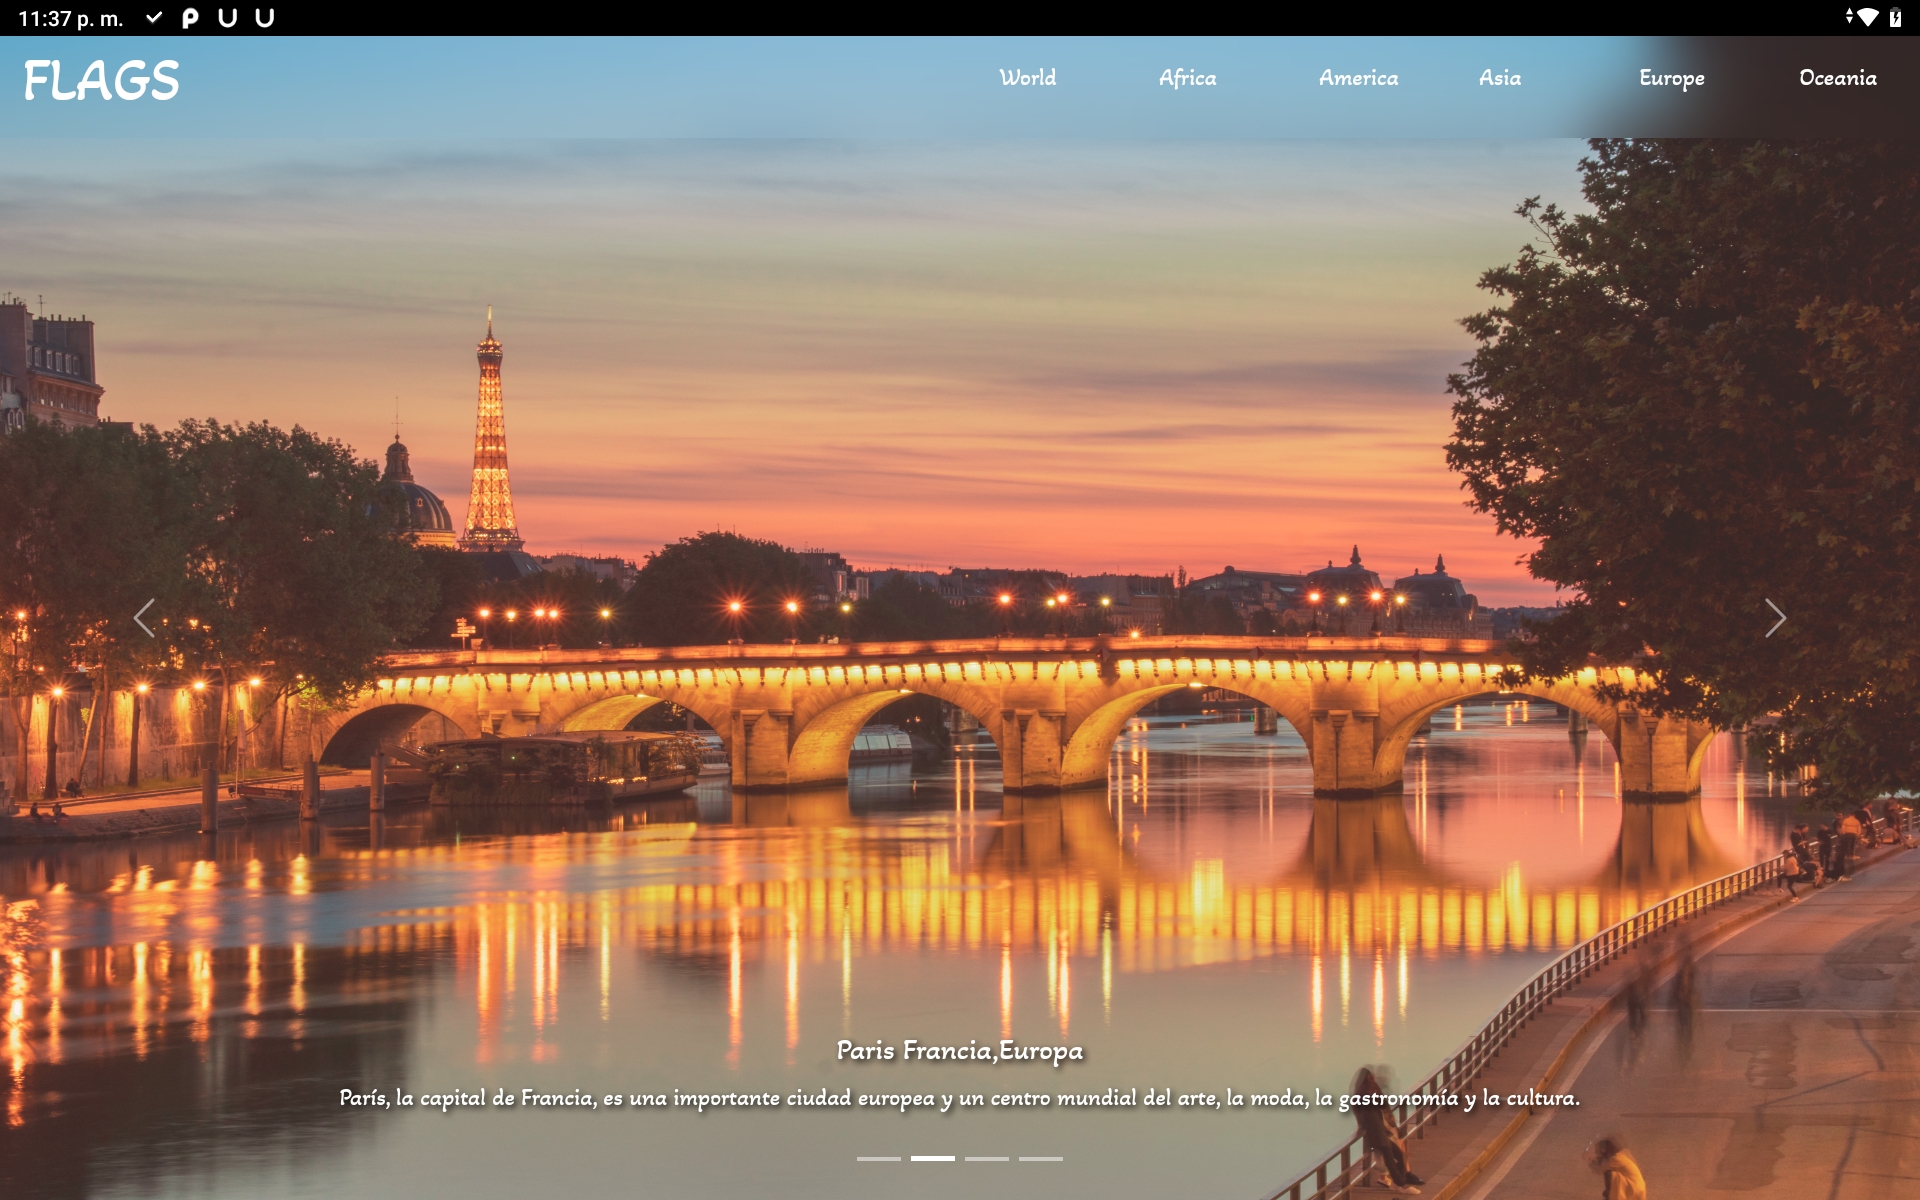 11:37 p. m.
FLAGS
World Africa America Asia Europe Oceania
Paris Francia,Europa
París, la capital de Francia, es una importante ciudad europea y un centro mundial del arte, la moda, la gastronomía y la cultura.